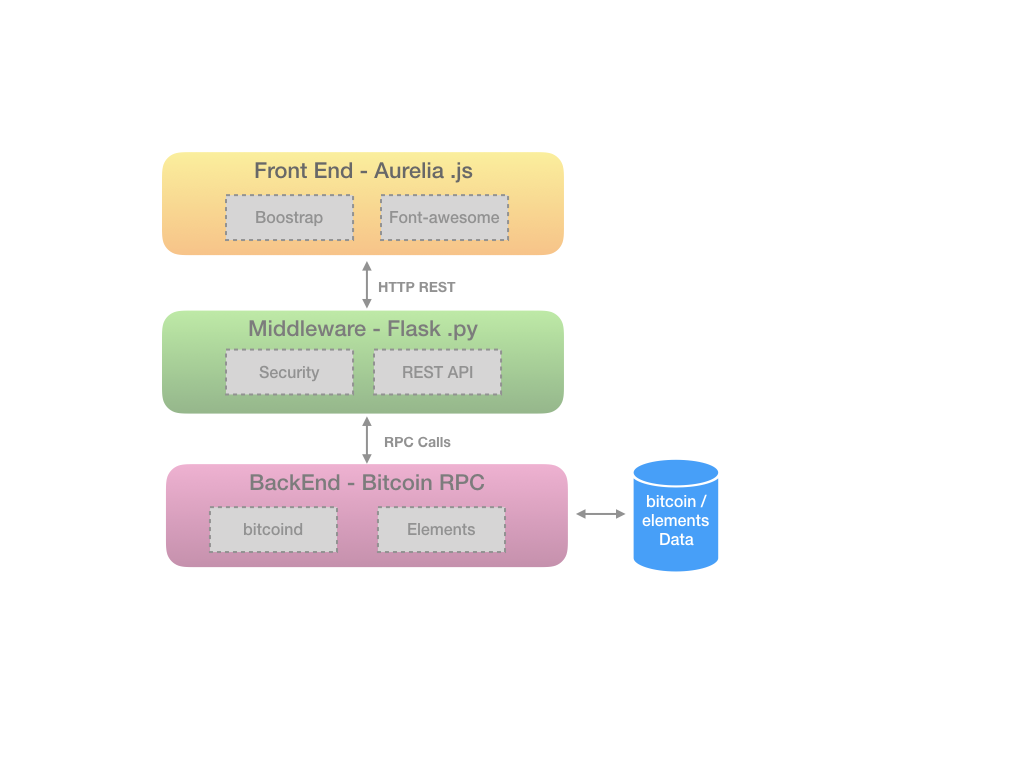 Front End - Aurelia .js
Boostrap
Font-awesome
HTTP REST
Middleware - Flask .py
Security
REST API
RPC Calls
BackEnd - Bitcoin RPC
bitcoind
Elements
bitcoin /
elements
Data